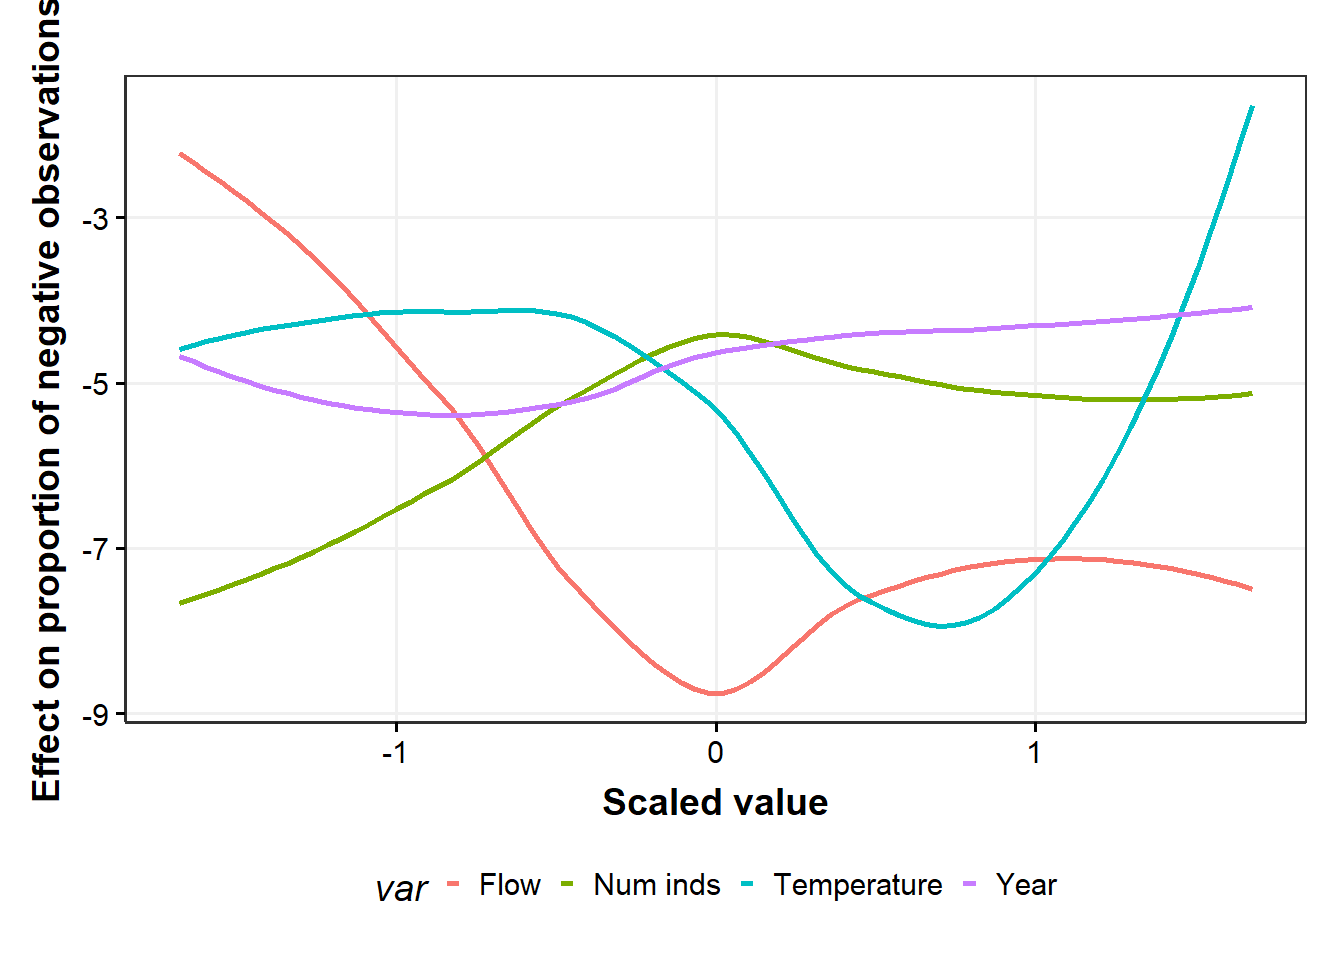 Effect on proportion of negative observations
-3
-5
-7
-9
-1 0 1
Scaled value
var Flow Num inds Temperature Year